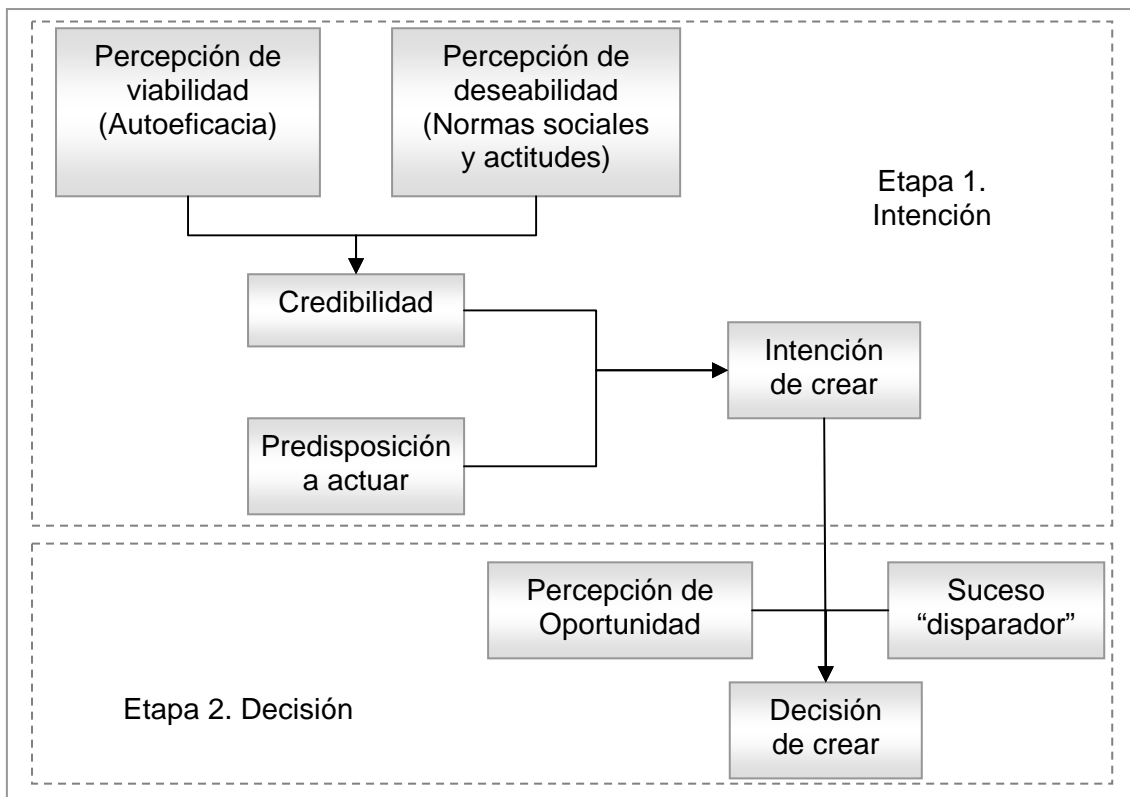 Percepción de
viabilidad
(Autoeficacia)
Percepción de
deseabilidad
(Normas sociales
y actitudes)
Etapa 1.
Intención
Credibilidad
Intención
de crear
Predisposición
a actuar
Percepción de
Oportunidad
Suceso
“disparador”
Etapa 2. Decisión
Decisión
de crear